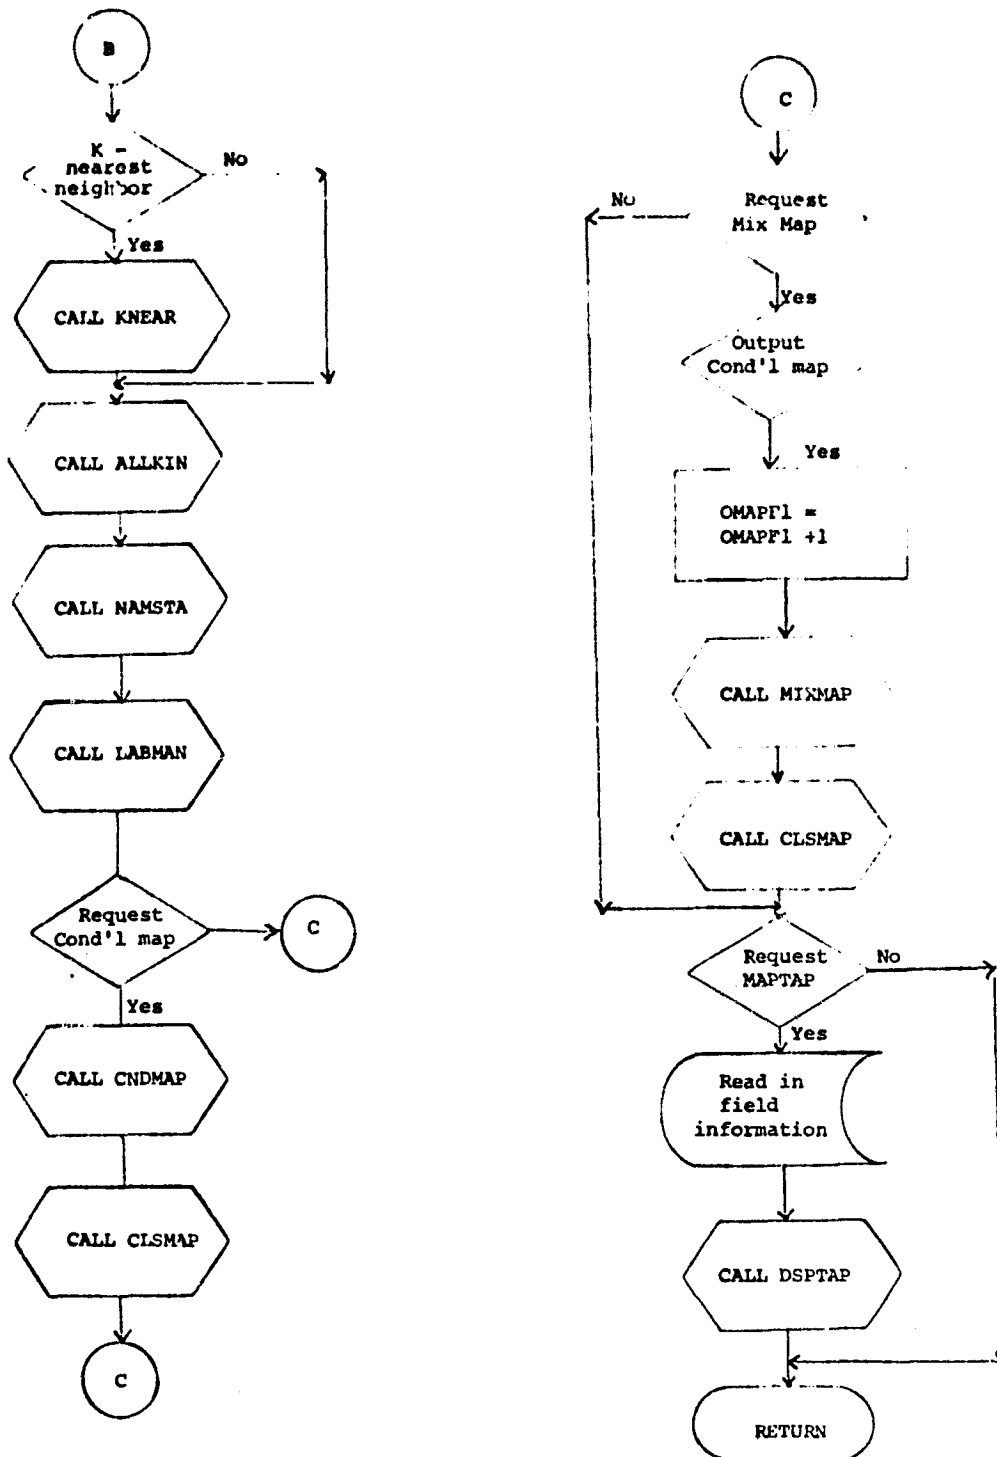 B
K -
nearest
neighbor
No
Yes
CALL KNEAR
CALL ALLKIN
CALL NAMSTA
CALL LABMAN
Request
Cond'l map
C
Yes
CALL CNDMAP
CALL CLSMAP
C
C
No
Request
Mix Map
Yes
Output
Cond'l map
Yes
OMAPF1 =
OMAPF1 +1
CALL MIXMAP
CALL CLSMAP
Request
MAPTAP
No
Yes
Read in
field
information
CALL DSPTAP
RETURN